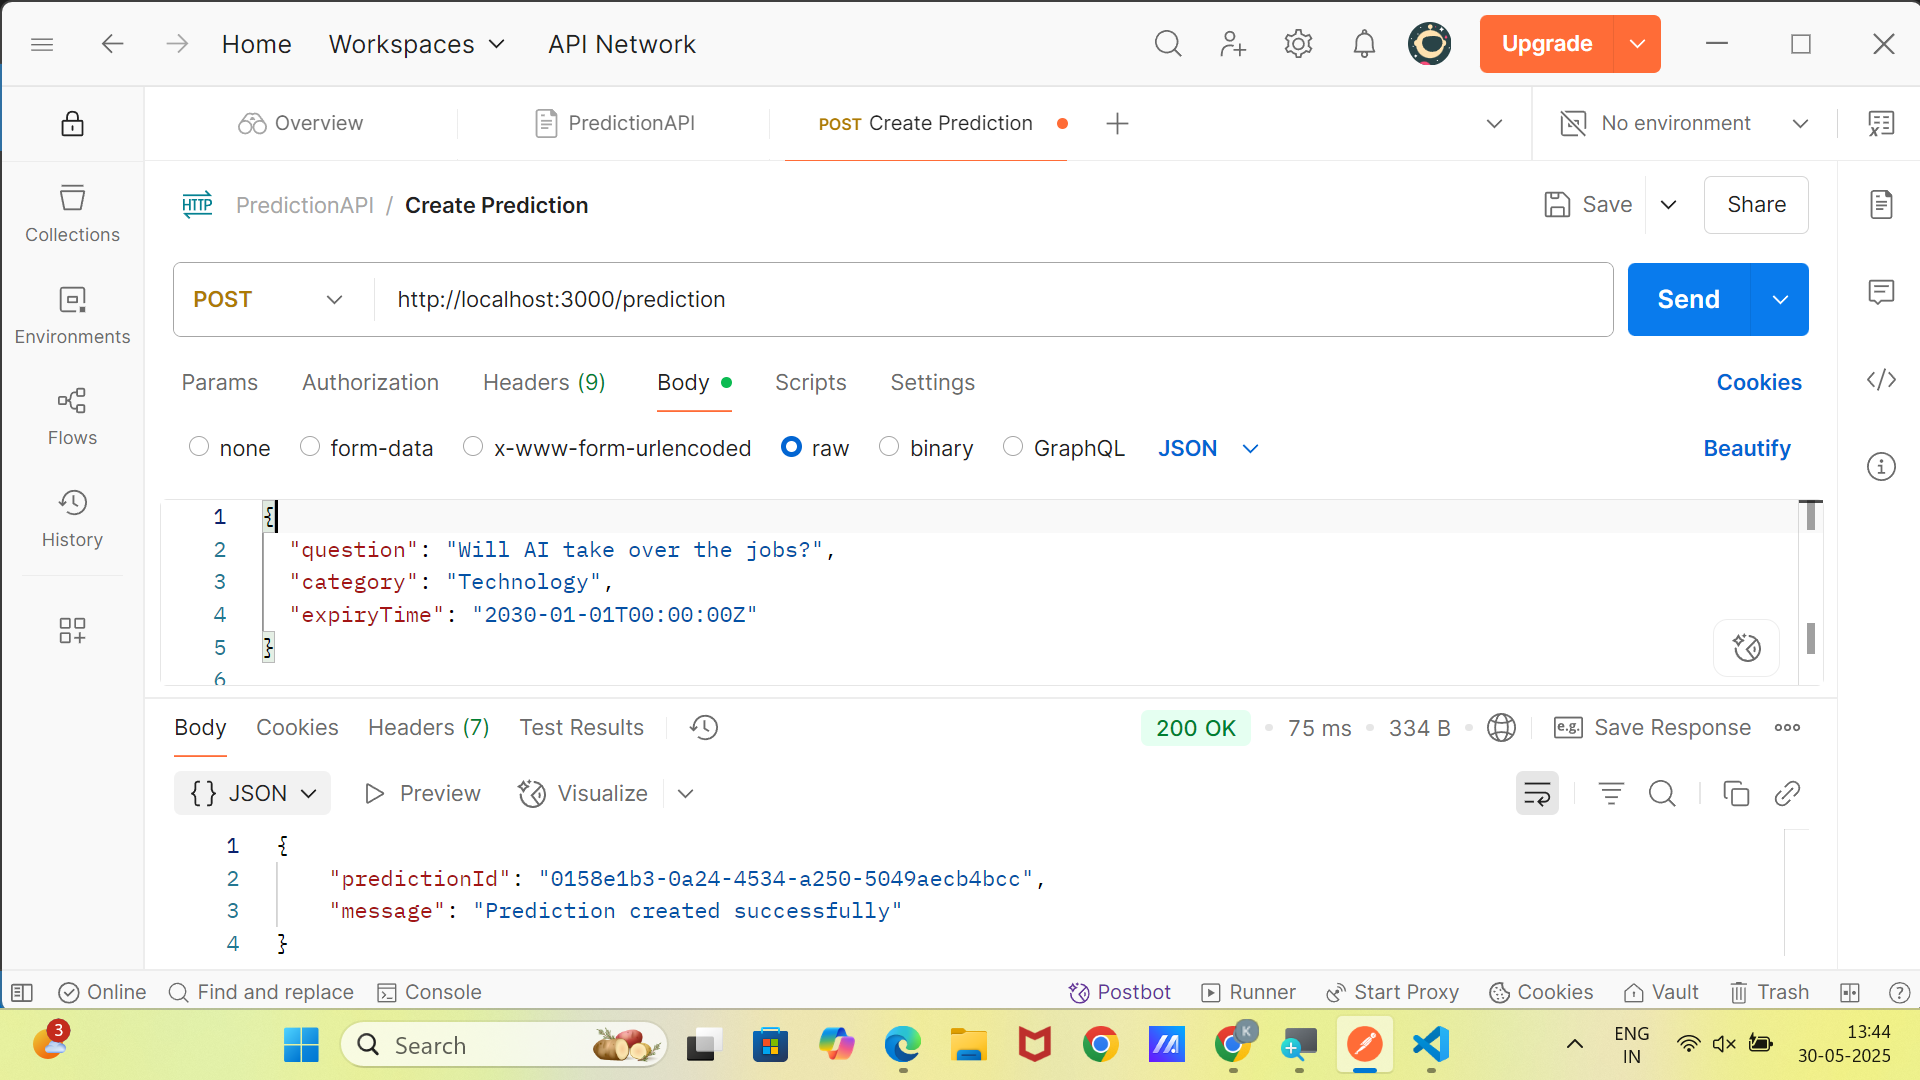 Home Workspaces API Network Upgrade
Overview PredictionAPI POST Create Prediction No environment
HTTP PredictionAPI / Create Prediction Save Share
Collections
Environments
Flows
History
POST http://localhost:3000/prediction Send
Params Authorization Headers (9) Body Scripts Settings Cookies
none form-data x-www-form-urlencoded raw binary GraphQL JSON Beautify
1 {
2 "question": "Will AI take over the jobs?",
3 "category": "Technology",
4 "expiryTime": "2030-01-01T00:00:00Z"
5 }
6
Body Cookies Headers (7) Test Results 200 OK 75 ms 334 B e.g. Save Response
{} JSON Preview Visualize
1 {
2 "predictionId": "0158e1b3-0a24-4534-a250-5049aecb4bcc",
3 "message": "Prediction created successfully"
4 }
Online Find and replace Console Postbot Runner Start Proxy Cookies Vault Trash
3 Search K ENG 13:44
IN 30-05-2025